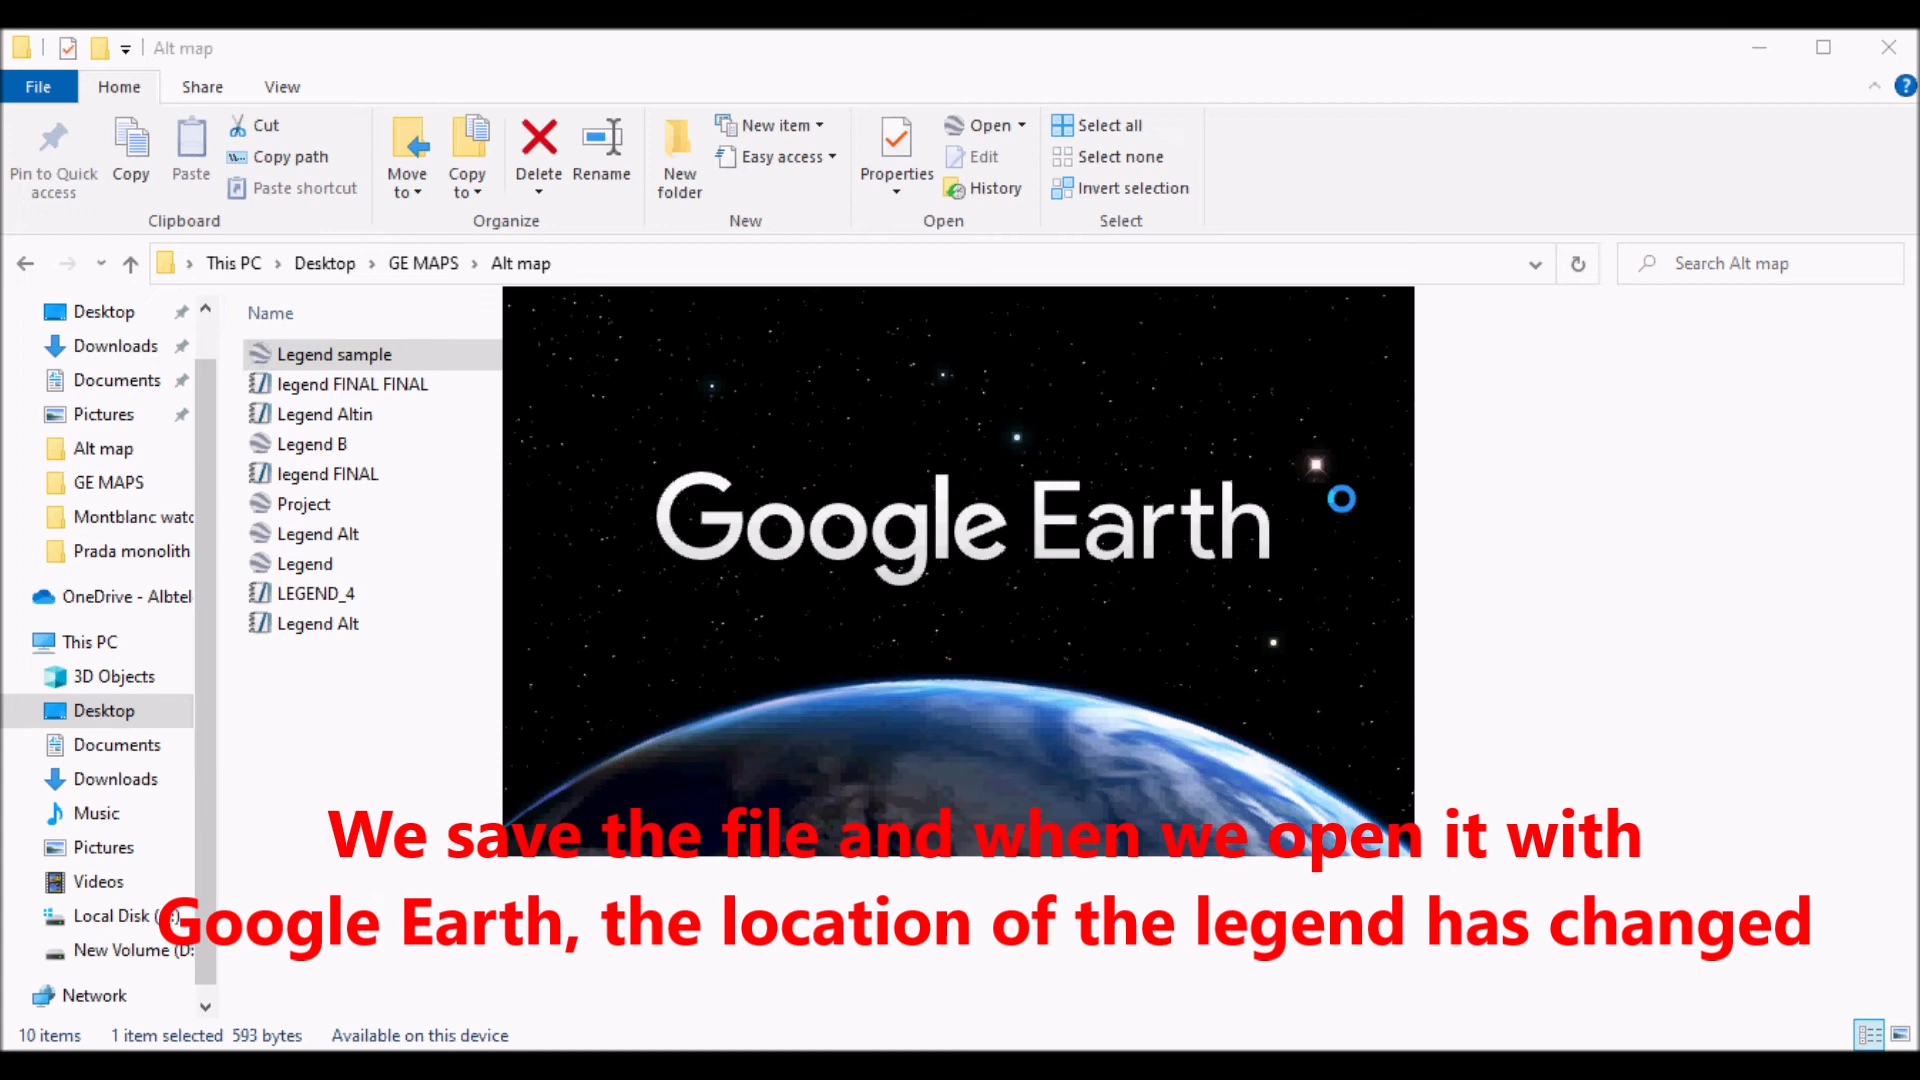 Alt map
File Home Share View
Pin to Quick access
Copy
Paste
Cut
Copy path
Paste shortcut
Clipboard
Move to
Copy to
Delete
Rename
Organize
New folder
New item
Easy access
New
Properties
Open
Edit
History
Open
Select all
Select none
Invert selection
Select
This PC > Desktop > GE MAPS > Alt map
Search Alt map
Desktop
Downloads
Documents
Pictures
Alt map
GE MAPS
Montblanc watc
Prada monolith
OneDrive - Albtel
This PC
3D Objects
Desktop
Documents
Downloads
Music
Pictures
Videos
Local Disk (
New Volume (D:
Network
Name
Legend sample
legend FINAL FINAL
Legend Altin
Legend B
legend FINAL
Project
Legend Alt
Legend
LEGEND_4
Legend Alt
Google Earth
We save the file and when we open it with
Google Earth, the location of the legend has changed
10 items 1 item selected 593 bytes Available on this device